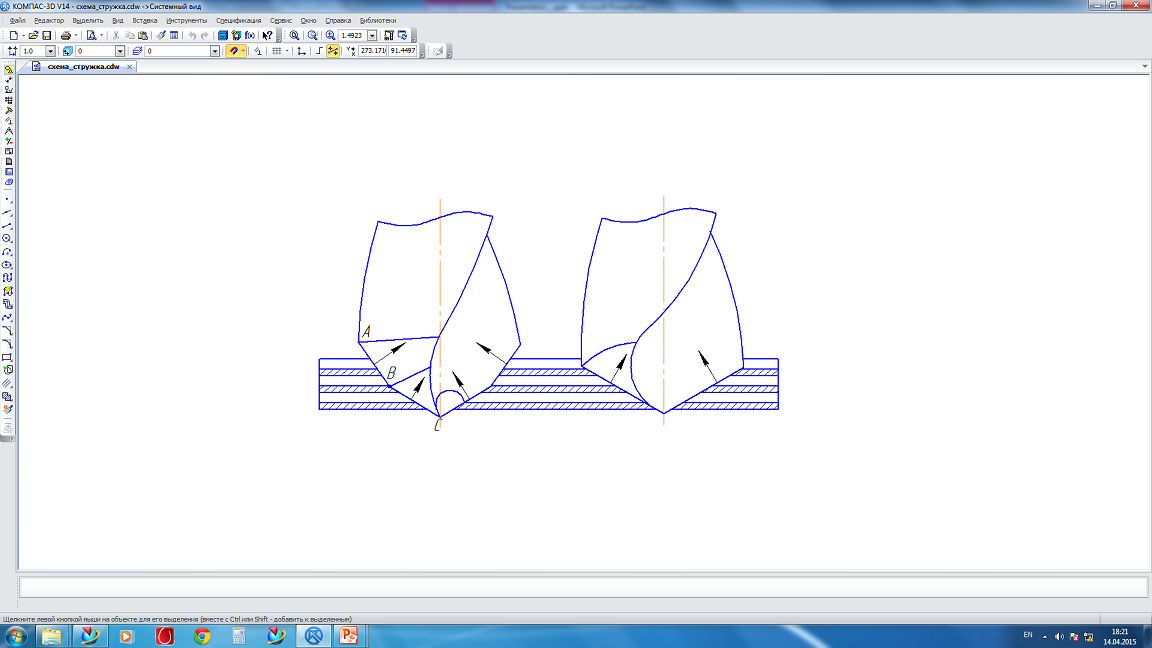 КОМПАС-3D V14 - схема_стружка.cdw ->Системный вид
Файл Редактор Выделить Вид Вставка Инструменты Спецификация Сервис Окно Справка Библиотеки
1.4923
1.0 0 0 273.171 91.4497
схема_стружка.cdw
A
B
C
Щелкните левой кнопкой мыши на объекте для его выделения (вместе с Ctrl или Shift - добавить к выделенным)
EN 18:21
14.04.2015